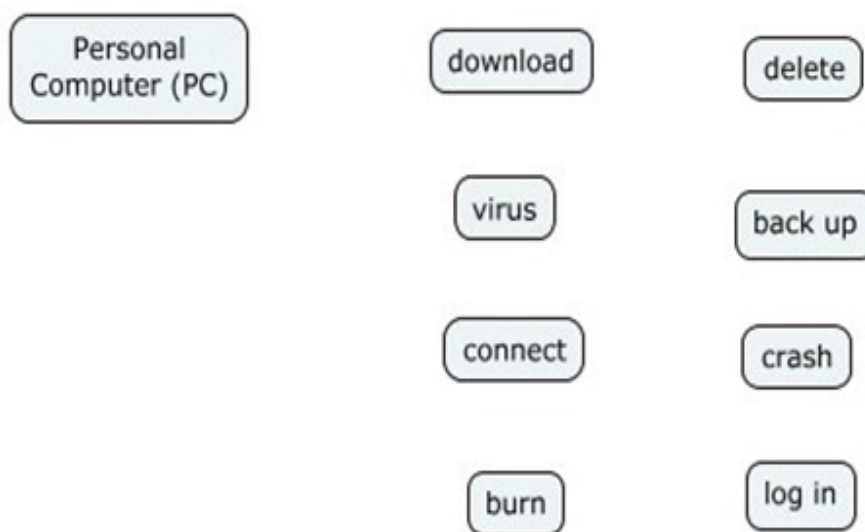 Personal
Computer (PC)
download
delete
virus
back up
connect
crash
burn
log in